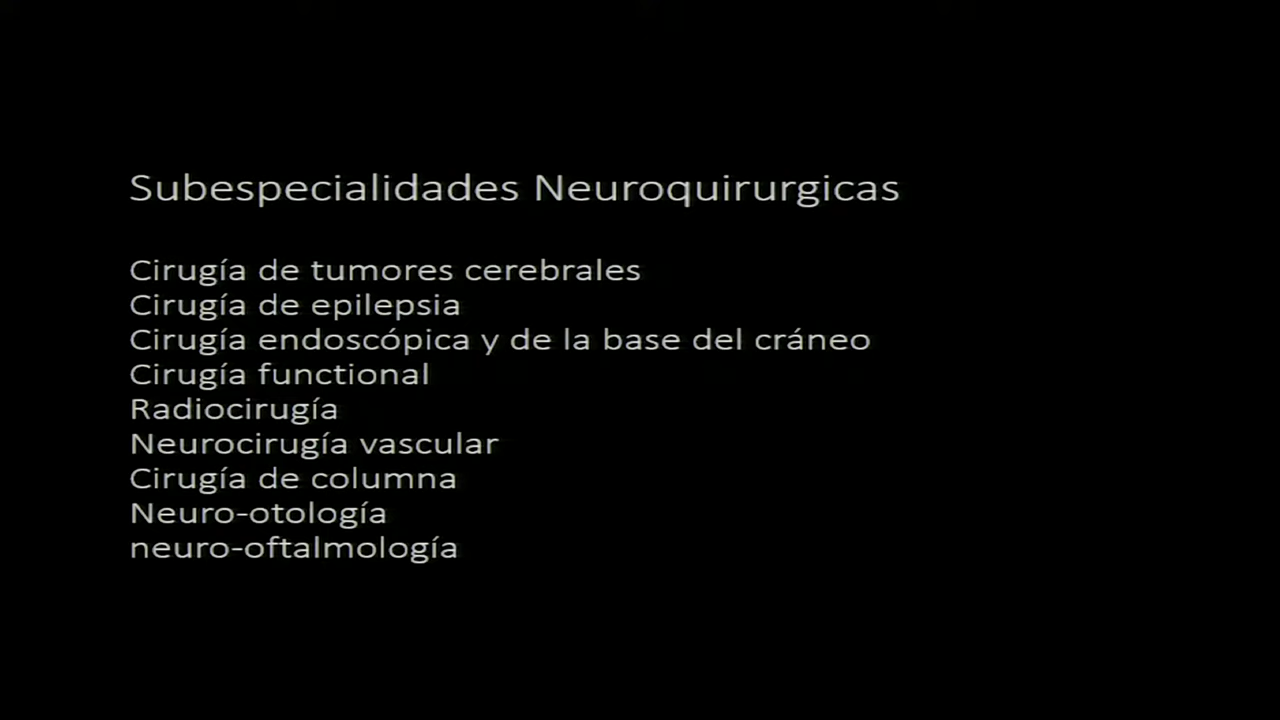 Subespecialidades Neuroquirurgicas
Cirugía de tumores cerebrales
Cirugía de epilepsia
Cirugía endoscópica y de la base del cráneo
Cirugía functional
Radiocirugía
Neurocirugía vascular
Cirugía de columna
Neuro-otología
neuro-oftalmología